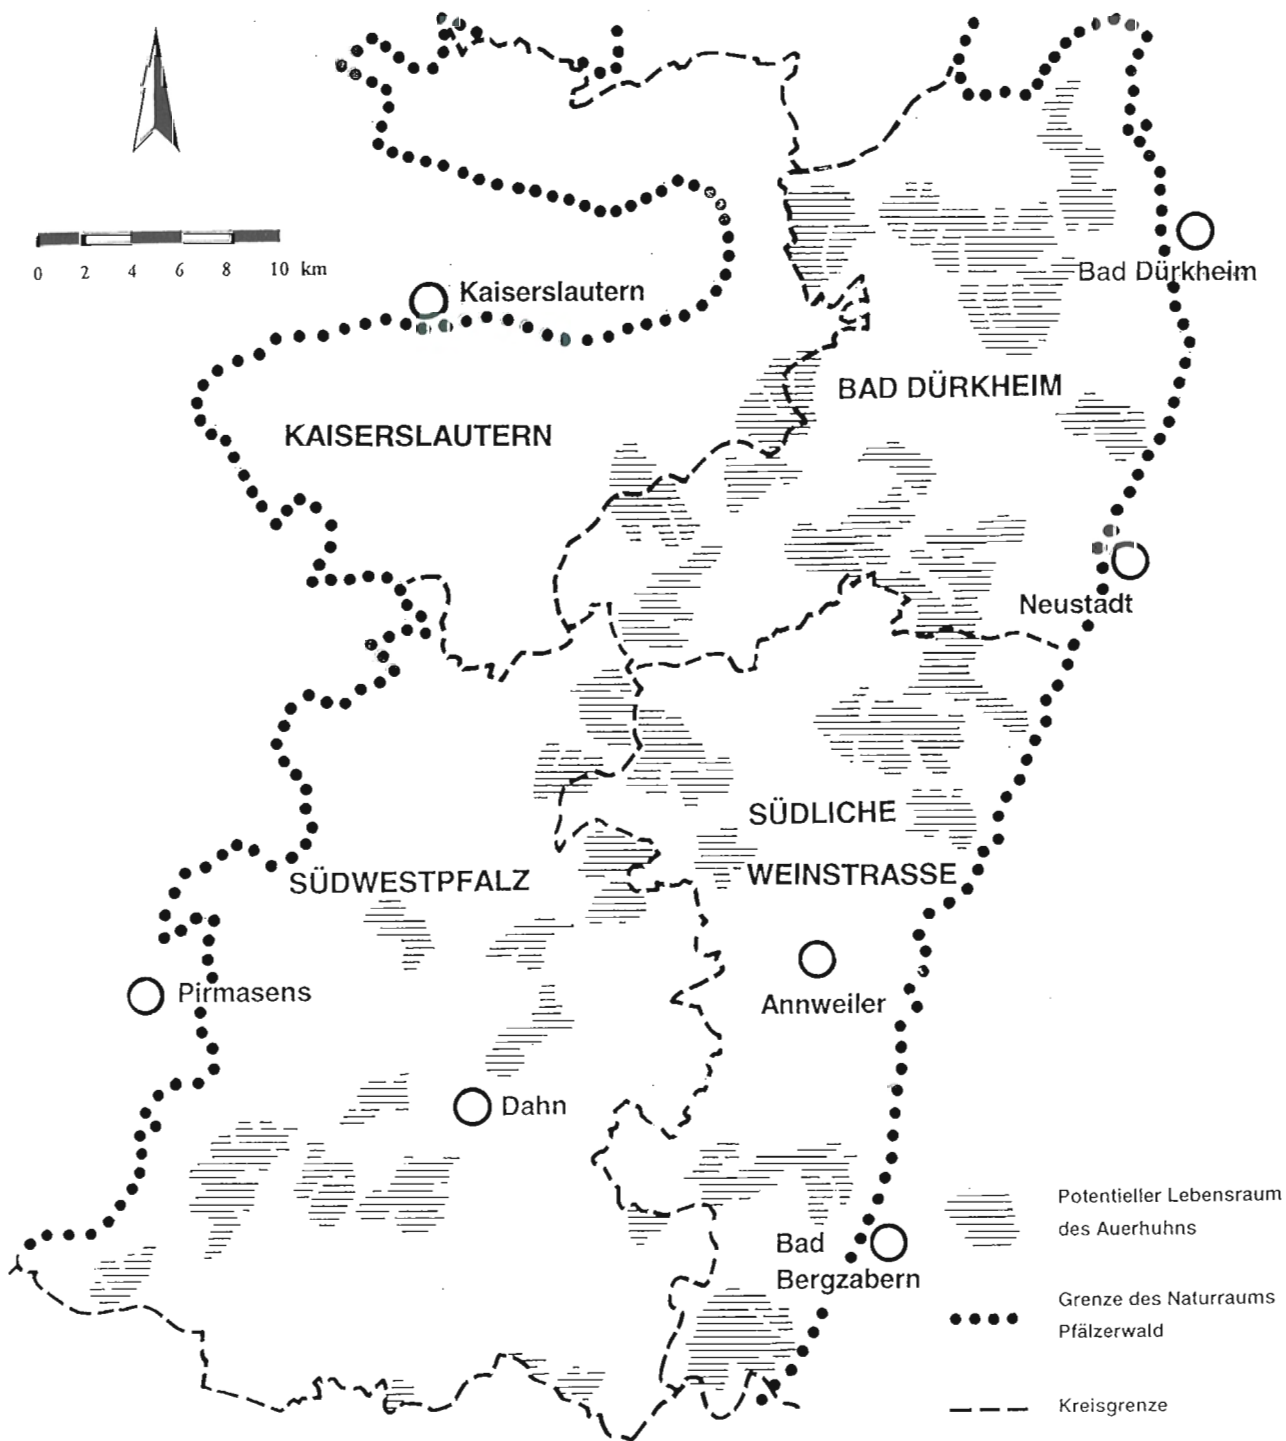 0 2 4 6 8 10 km
Kaiserslautern
Bad Dürkheim
BAD DÜRKHEIM
KAISERSLAUTERN
Neustadt
SÜDLICHE
WEINSTRASSE
SÜDWESTPFALZ
Pirmasens
Annweiler
Dahn
Bad
Bergzabern
Potentieller Lebensraum
des Auerhuhns
Grenze des Naturraums
Pfälzerwald
Kreisgrenze